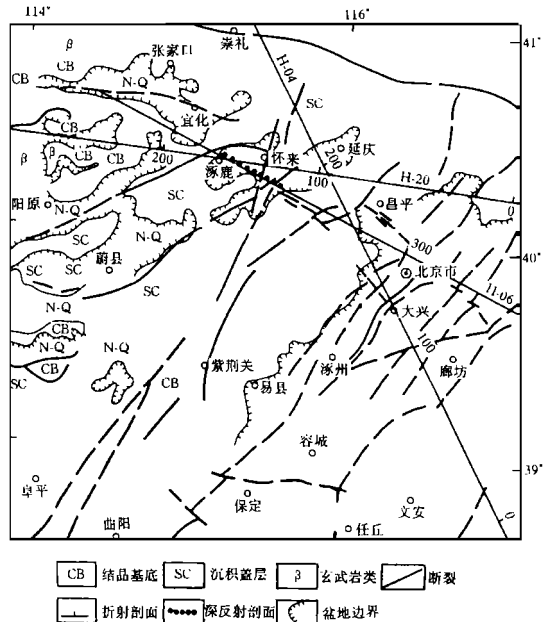 114°
116°
崇礼
41°
β
CB
张家口
H-04
CB
N-Q
SC
宜化
CB
β
β
CB
CB
200
怀来
200
延庆
涿鹿
100
H-20
0
阳原
SC
昌平
N-Q
SC
N-Q
300
40°
蔚县
北京市
SC
SC
SC
H-06
大兴
N-Q
100
CB
N-Q
N-Q
紫荆关
涿州
廊坊
SC
CB
CB
易县
容城
39°
阜平
保定
文安
0
曲阳
任丘
CB 结晶基底
SC 沉积盖层
β 玄武岩类
断裂
折射剖面
深反射剖面
盆地边界